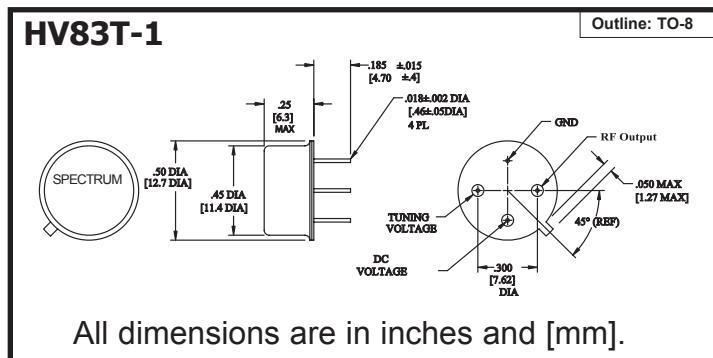 HV83T-1
Outline: TO-8
.185 ±.015
[4.70 ±.4]
.018±.002 DIA
[.46±.05DIA]
4 PL
.25
[6.3]
MAX
GND
RF Output
SPECTRUM
.50 DIA
[12.7 DIA]
.45 DIA
[11.4 DIA]
.050 MAX
[1.27 MAX]
TUNING
VOLTAGE
45° (REF)
DC
VOLTAGE
.300
[7.62]
DIA
All dimensions are in inches and [mm].